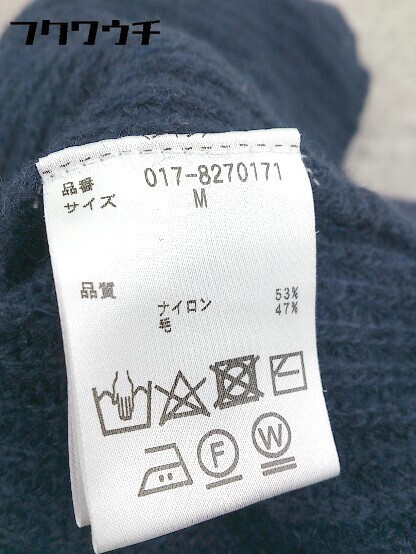 フクワウチ
品番 017-8270171
サイズ M
品質
ナイロン 53%
毛 47%
F W